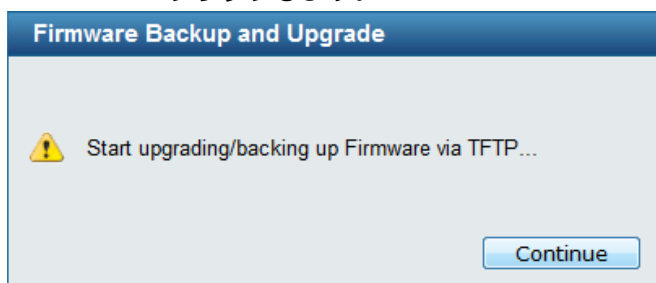 Firmware Backup and Upgrade
Start upgrading/backing up Firmware via TFTP...
Continue